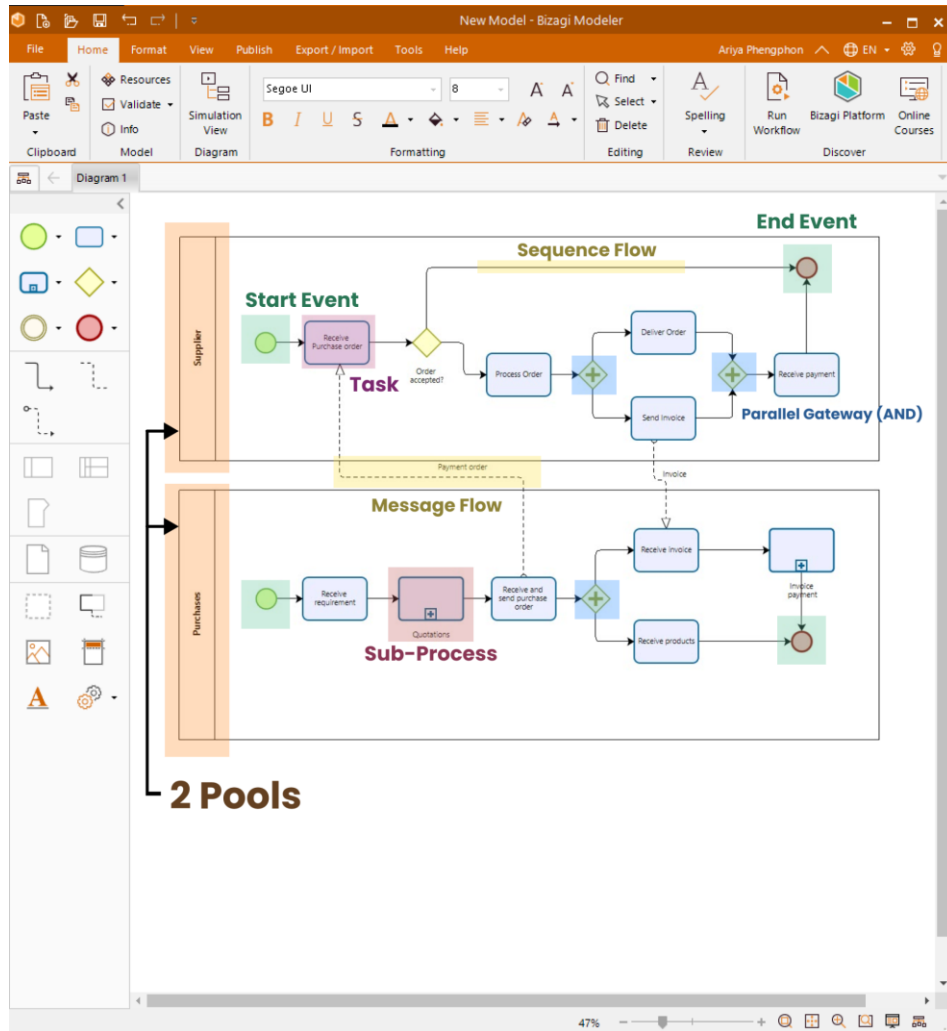 New Model - Bizagi Modeler
File Home Format View Publish Export / Import Tools Help Ariya Phengphon EN
Paste
Resources
Validate
Info
Simulation
View
Segoe UI 8 A A
B I U S A A
Find
Select
Delete
Spelling
Run
Workflow
Bizagi Platform
Online
Courses
Clipboard Model Diagram Formatting Editing Review Discover
Diagram 1
End Event
Sequence Flow
Start Event
Supplier
Receive
Purchase order
Task
Order
accepted?
Process Order
Deliver Order
Send Invoice
Receive payment
Parallel Gateway (AND)
Payment order
Invoice
Message Flow
Purchases
Receive
requirement
Quotations
Sub-Process
Receive and
send purchase
order
Receive Invoice
Receive products
Invoice
payment
A
2 Pools
47%